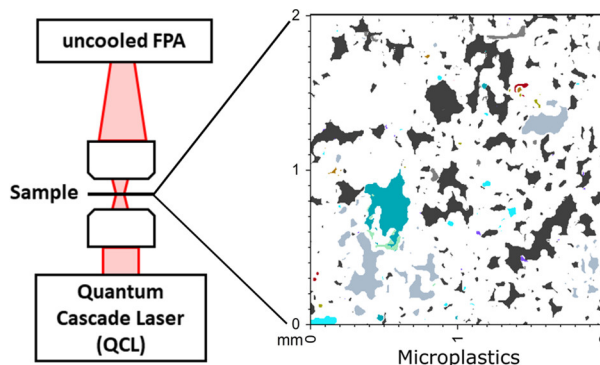 uncooled FPA
Sample
Quantum
Cascade Laser
(QCL)
2
1
0
mm 0
1
Microplastics